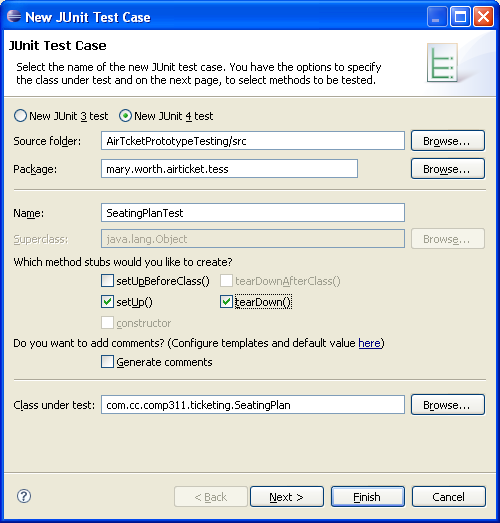 New JUnit Test Case
JUnit Test Case
Select the name of the new JUnit test case. You have the options to specify
the class under test and on the next page, to select methods to be tested.
New JUnit 3 test New JUnit 4 test
Source folder: AirTcketPrototypeTesting/src Browse...
Package: mary.worth.airticket.tess Browse...
Name: SeatingPlanTest
Superclass: java.lang.Object Browse...
Which method stubs would you like to create?
setUpBeforeClass() tearDownAfterClass()
setUp() tearDown()
constructor
Do you want to add comments? (Configure templates and default value here)
Generate comments
Class under test: com.cc.comp311.ticketing.SeatingPlan Browse...
? < Back Next > Finish Cancel